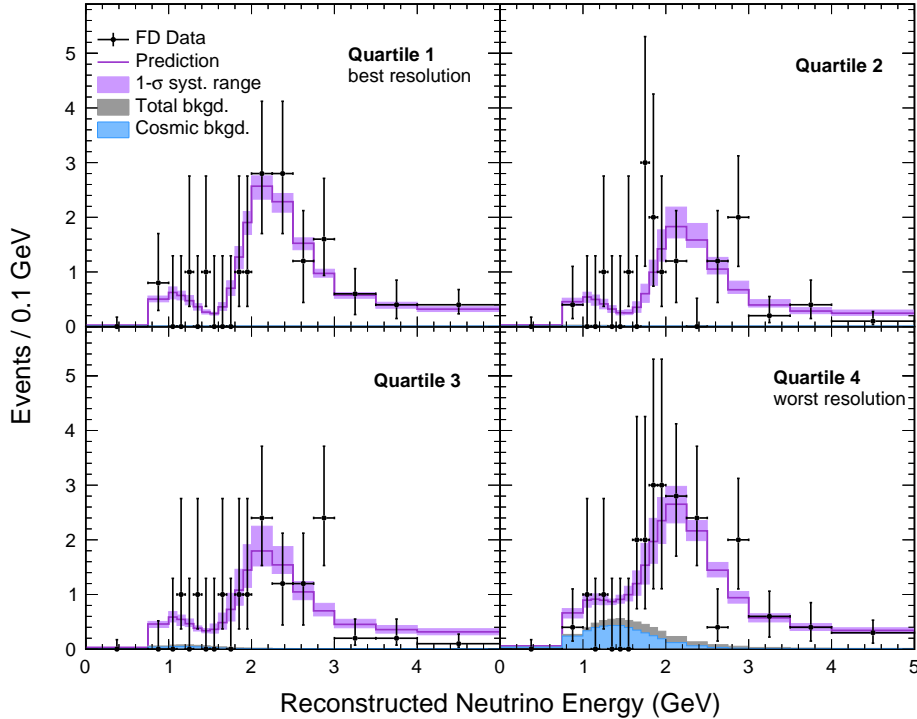 FD Data
Prediction
1-σ syst. range
Total bkgd.
Cosmic bkgd.
Quartile 1
best resolution
Quartile 2
Quartile 3
Quartile 4
worst resolution
5
4
3
2
1
0
5
4
3
2
1
0
0 1 2 3 4
0 1 2 3 4 5
Events / 0.1 GeV
Reconstructed Neutrino Energy (GeV)